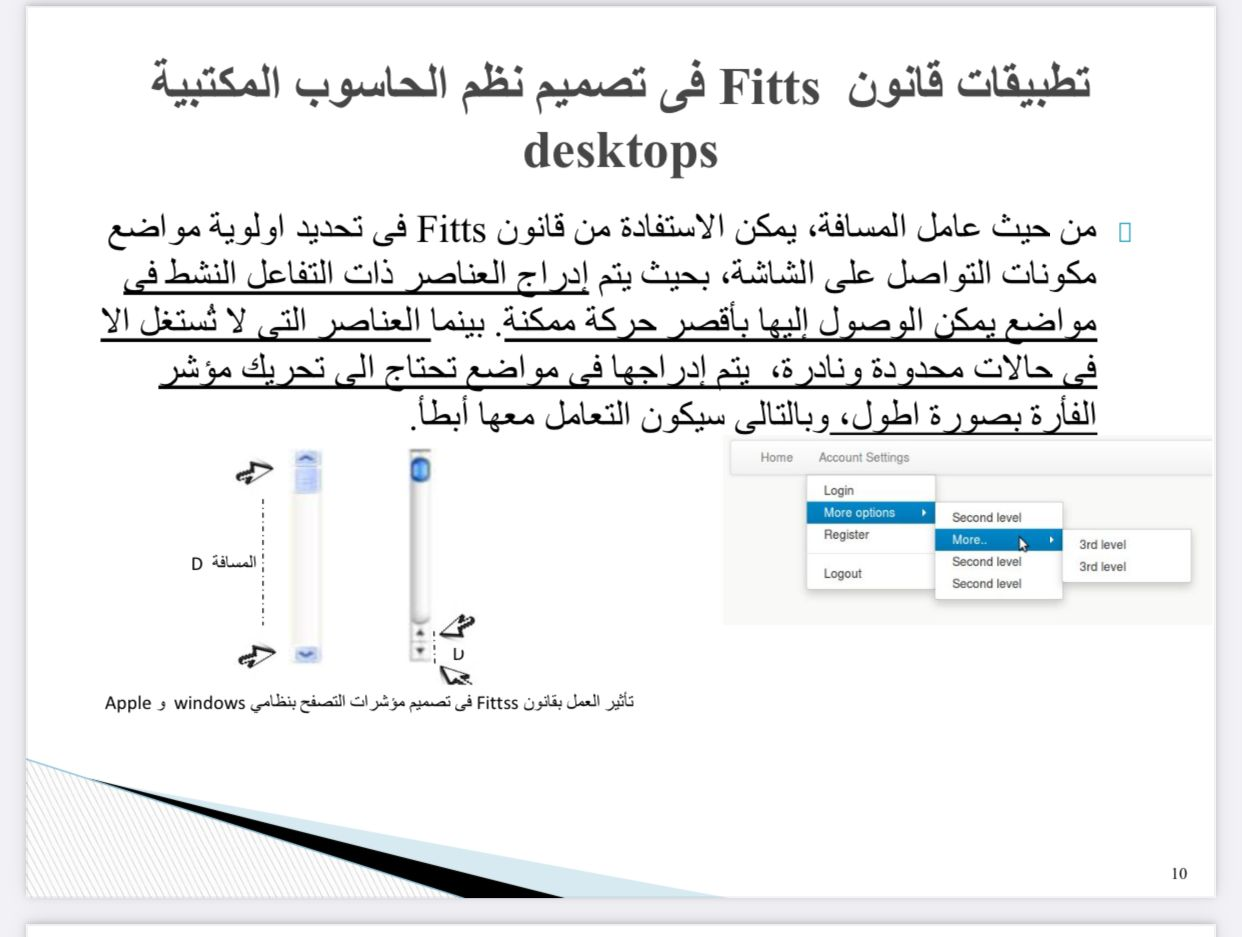 تطبيقات قانون Fitts فى تصميم نظم الحاسوب المكتبية
desktops
من حيث عامل المسافة، يمكن الاستفادة من قانون Fitts فى تحديد اولوية مواضع
مكونات التواصل على الشاشة، بحيث يتم إدراج العناصر ذات التفاعل النشط في
مواضع يمكن الوصول إليها بأقصر حركة ممكنة. بينما العناصر التي لا تُستغل الا
في حالات محدودة ونادرة، يتم إدراجها في مواضع تحتاج الى تحريك مؤشر
الفأرة بصورة اطول، وبالتالى سيكون التعامل معها أبطأ.
المسافة D
D
تأثير العمل بقانون Fittss فى تصميم مؤشرات التصفح بنظامي windows و Apple
Home Account Settings
Login
More options
Register
Logout
Second level
More..
Second level
Second level
3rd level
3rd level
10